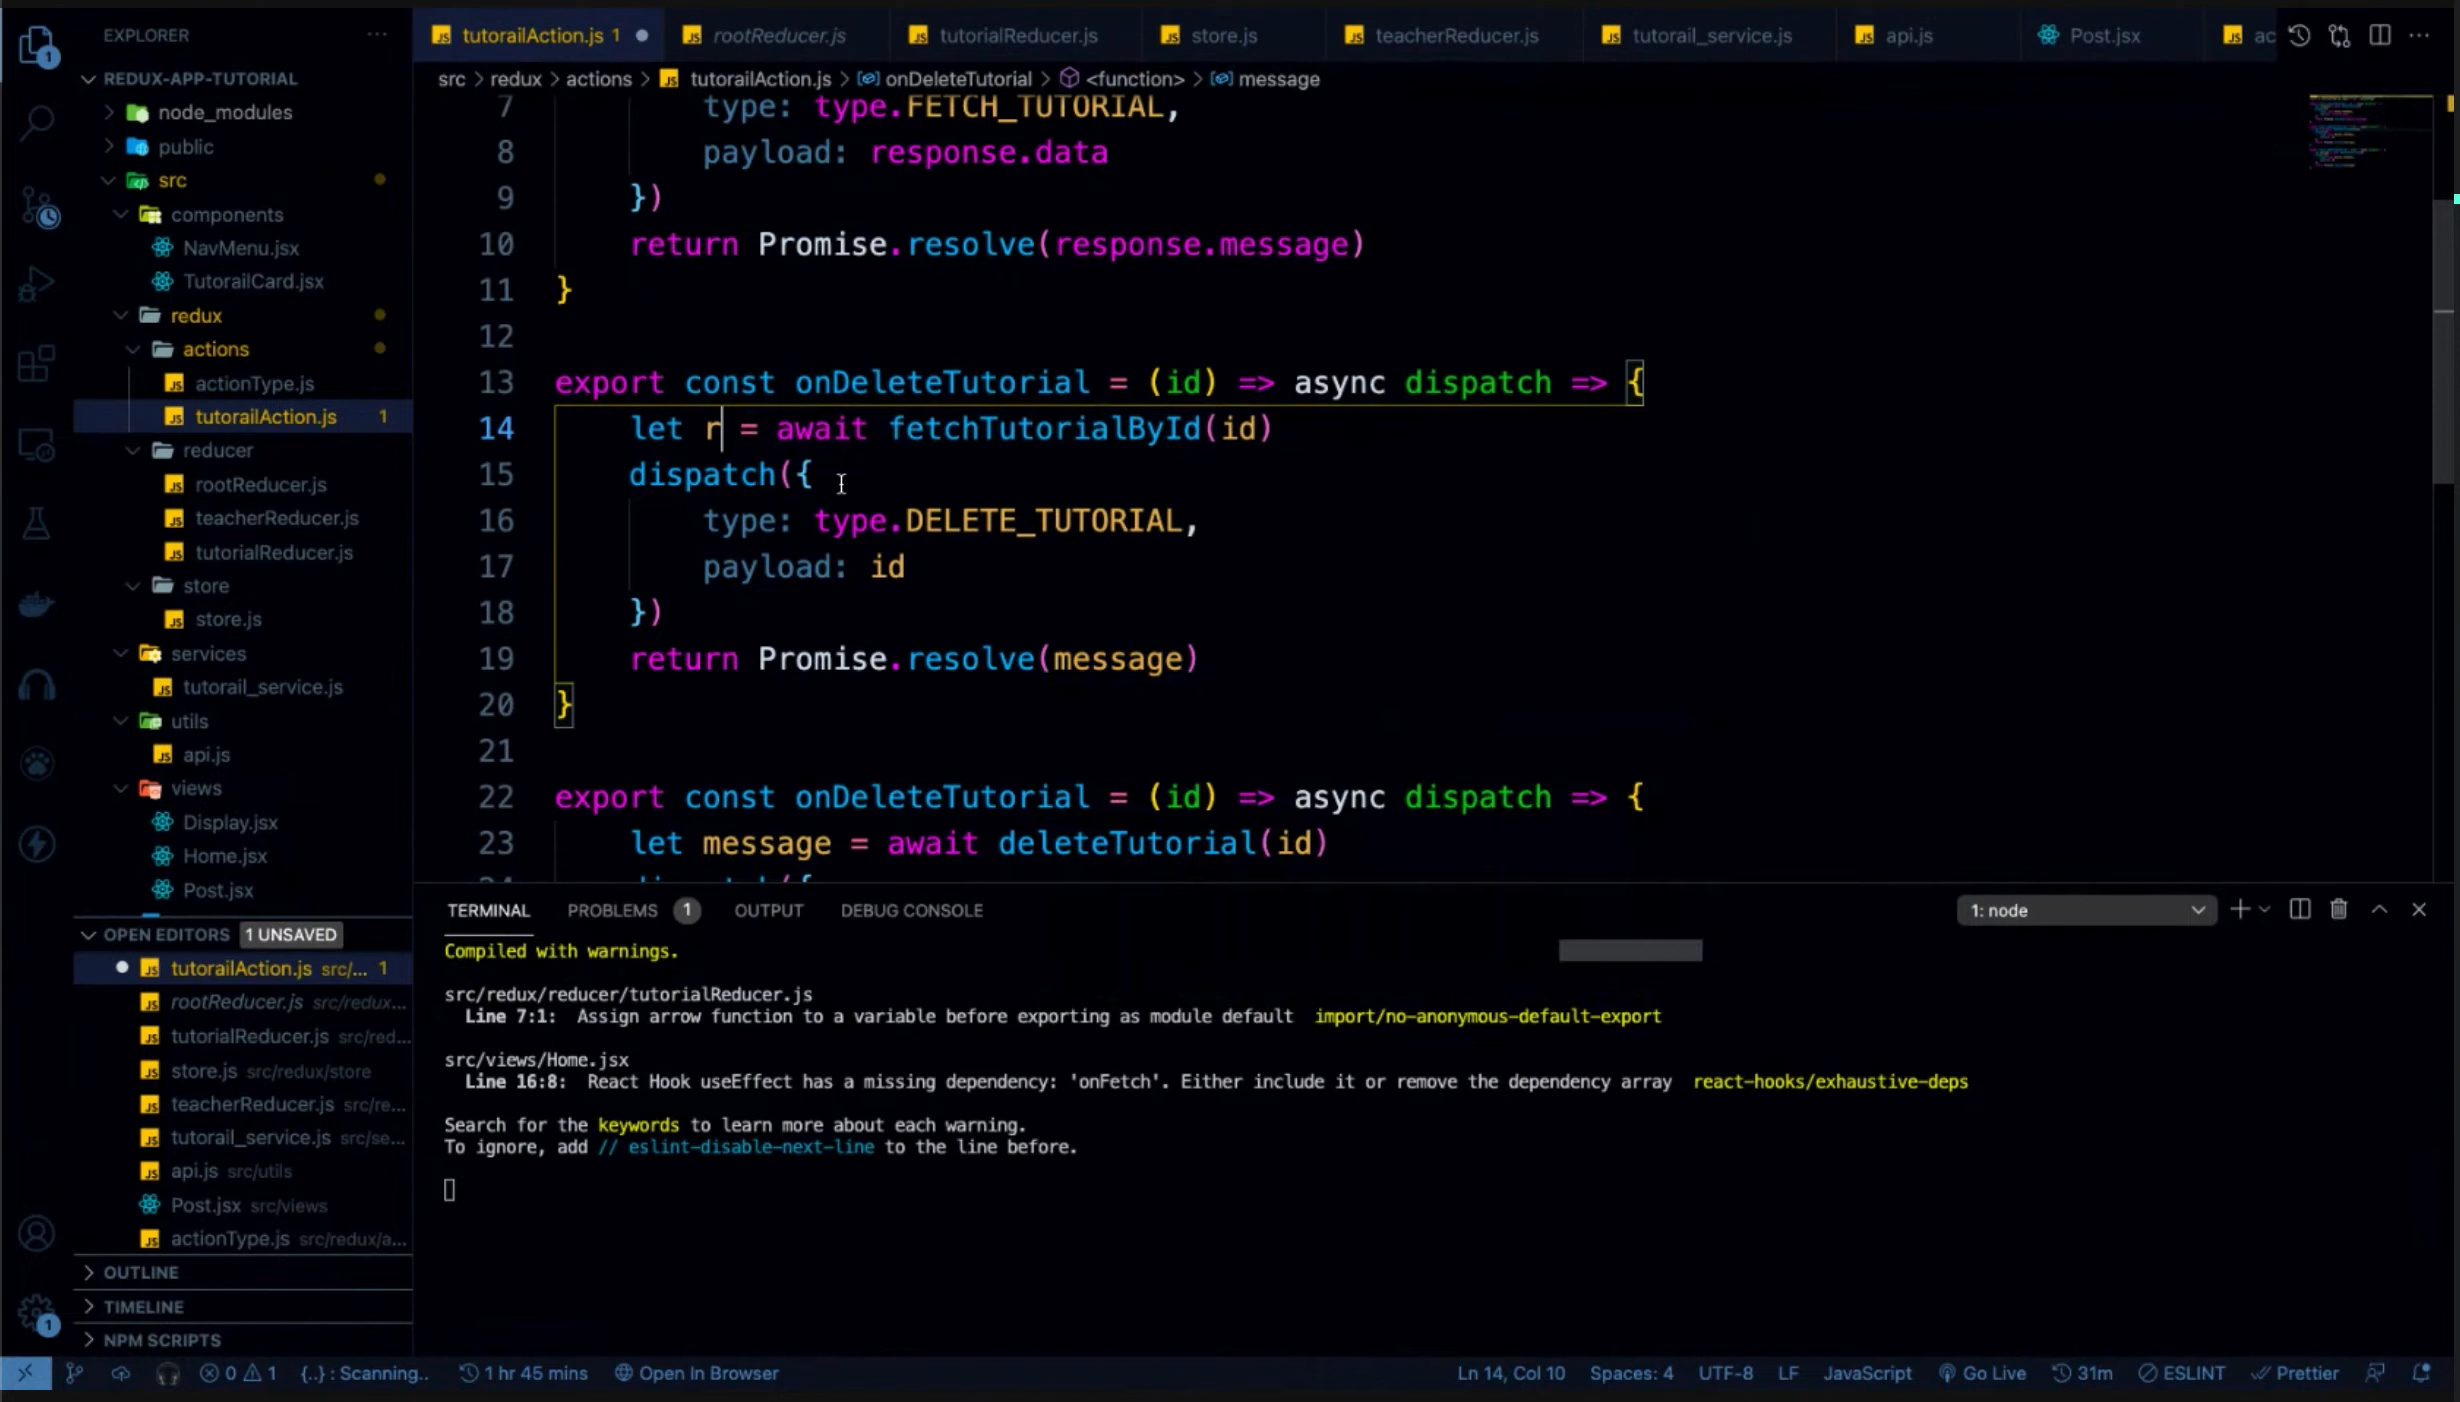 EXPLORER
REDUX-APP-TUTORIAL
node_modules
public
src
components
NavMenu.jsx
TutorailCard.jsx
redux
actions
actionType.js
tutorailAction.js 1
reducer
rootReducer.js
teacherReducer.js
tutorialReducer.js
store
store.js
services
tutorail_service.js
utils
api.js
views
Display.jsx
Home.jsx
Post.jsx
OPEN EDITORS 1 UNSAVED
tutorailAction.js src/... 1
rootReducer.js src/redux...
tutorialReducer.js src/red...
store.js src/redux/store
teacherReducer.js src/re...
tutorail_service.js src/se...
api.js src/utils
Post.jsx src/views
actionType.js src/redux/a...
OUTLINE
TIMELINE
NPM SCRIPTS
tutorailAction.js 1 rootReducer.js tutorialReducer.js store.js teacherReducer.js tutorail_service.js api.js Post.jsx ac
src > redux > actions > tutorailAction.js > onDeleteTutorial > <function> > message
7 type: type.FETCH_TUTORIAL,
8 payload: response.data
9 })
10 return Promise.resolve(response.message)
11 }
12
13 export const onDeleteTutorial = (id) => async dispatch => {
14 let r = await fetchTutorialById(id)
15 dispatch({
16 type: type.DELETE_TUTORIAL,
17 payload: id
18 })
19 return Promise.resolve(message)
20 }
21
22 export const onDeleteTutorial = (id) => async dispatch => {
23 let message = await deleteTutorial(id)
TERMINAL PROBLEMS 1 OUTPUT DEBUG CONSOLE 1: node
Compiled with warnings.
src/redux/reducer/tutorialReducer.js
Line 7:1: Assign arrow function to a variable before exporting as module default import/no-anonymous-default-export
src/views/Home.jsx
Line 16:8: React Hook useEffect has a missing dependency: 'onFetch'. Either include it or remove the dependency array react-hooks/exhaustive-deps
Search for the keywords to learn more about each warning.
To ignore, add // eslint-disable-next-line to the line before.
0 1 {..} : Scanning.. 1 hr 45 mins Open In Browser Ln 14, Col 10 Spaces: 4 UTF-8 LF JavaScript Go Live 31m ESLINT Prettier